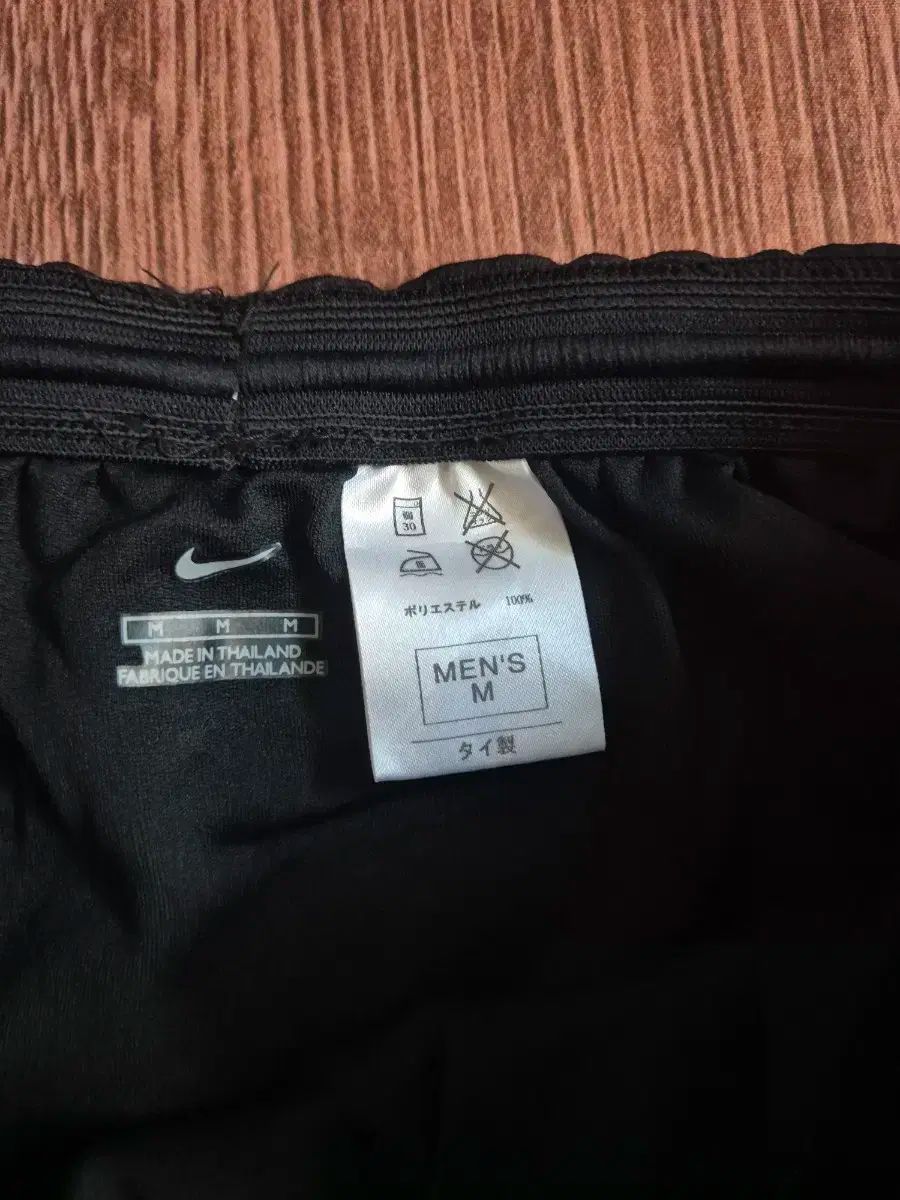 M M M
MADE IN THAILAND
FABRIQUE EN THAILANDE
30
ポリエステル 100%
MEN'S
M
タイ製